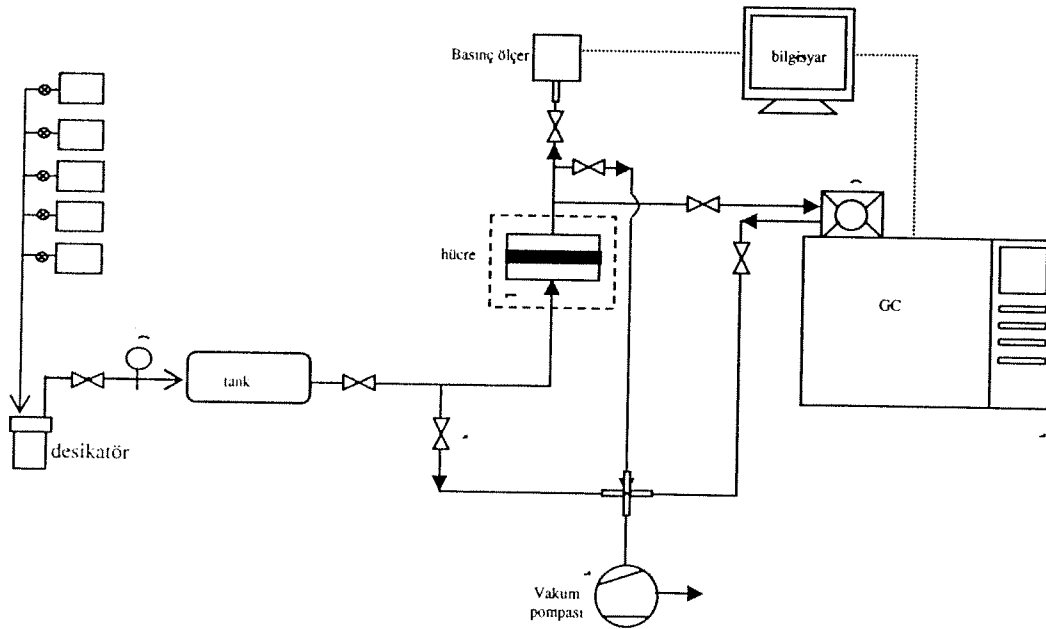 Basınç ölçer
bilgisyar
hücre
GC
tank
desikatör
Vakum
pompası